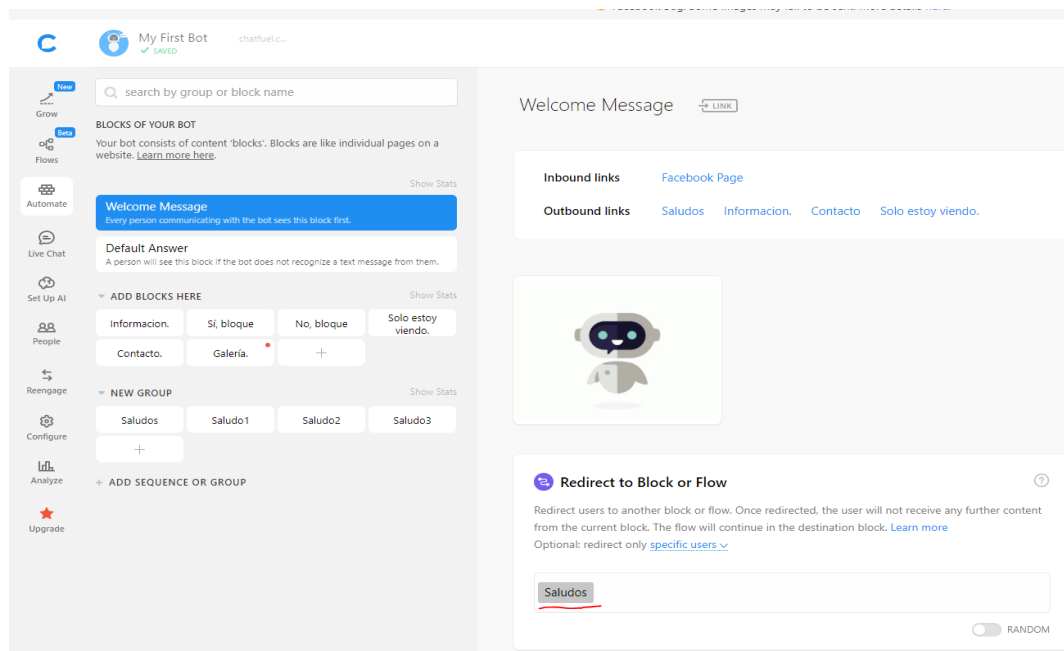 My First Bot
chatfuel.c...
SAVED
New
Grow
Beta
Flows
Automate
Live Chat
Set Up AI
People
Reengage
Configure
Analyze
Upgrade
search by group or block name
BLOCKS OF YOUR BOT
Your bot consists of content 'blocks'. Blocks are like individual pages on a
website. Learn more here.
Show Stats
Welcome Message
Every person communicating with the bot sees this block first.
Default Answer
A person will see this block if the bot does not recognize a text message from them.
ADD BLOCKS HERE Show Stats
Informacion. Sí, bloque No, bloque Solo estoy
viendo.
Contacto. Galería.
NEW GROUP Show Stats
Saludos Saludo1 Saludo2 Saludo3
ADD SEQUENCE OR GROUP
Welcome Message LINK
Inbound links Facebook Page
Outbound links Saludos Informacion. Contacto Solo estoy viendo.
Redirect to Block or Flow
Redirect users to another block or flow. Once redirected, the user will not receive any further content
from the current block. The flow will continue in the destination block. Learn more
Optional: redirect only specific users
Saludos
RANDOM